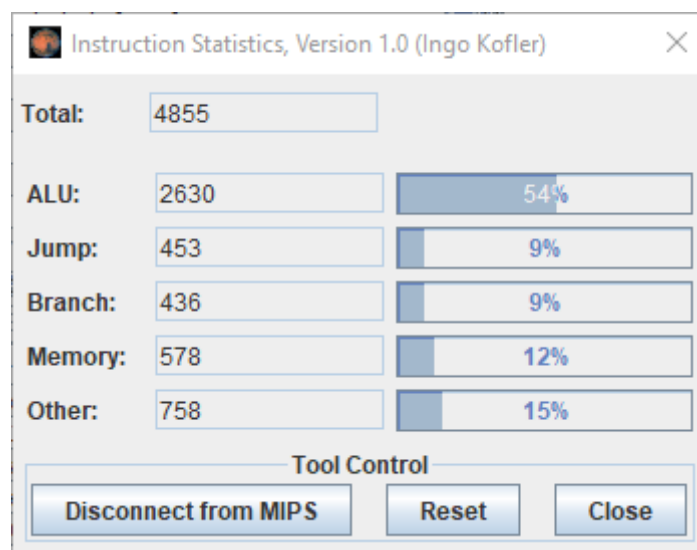 Instruction Statistics, Version 1.0 (Ingo Kofler)
Total: 4855
ALU: 2630 54%
Jump: 453 9%
Branch: 436 9%
Memory: 578 12%
Other: 758 15%
Tool Control
Disconnect from MIPS Reset Close